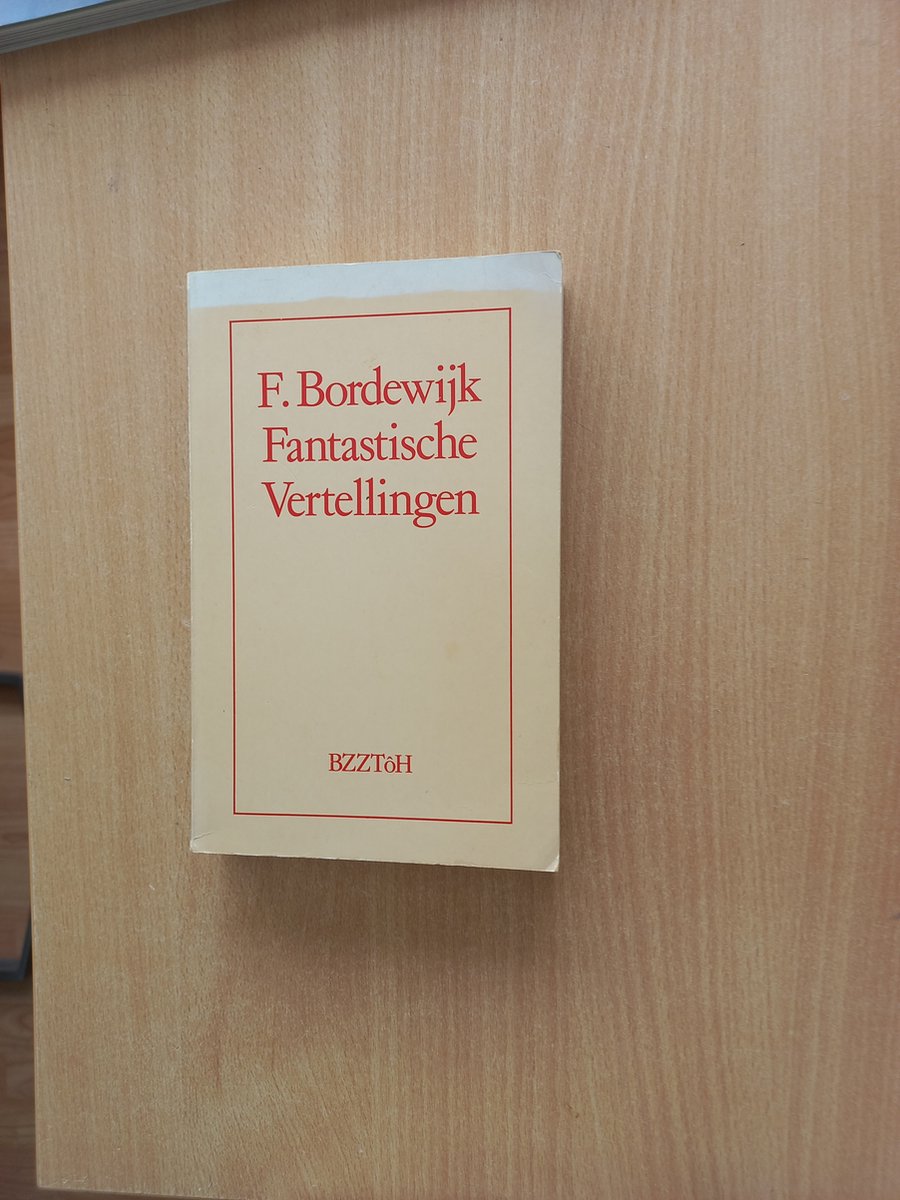 F. Bordewijk
Fantastische
Vertellingen
BZZTôH